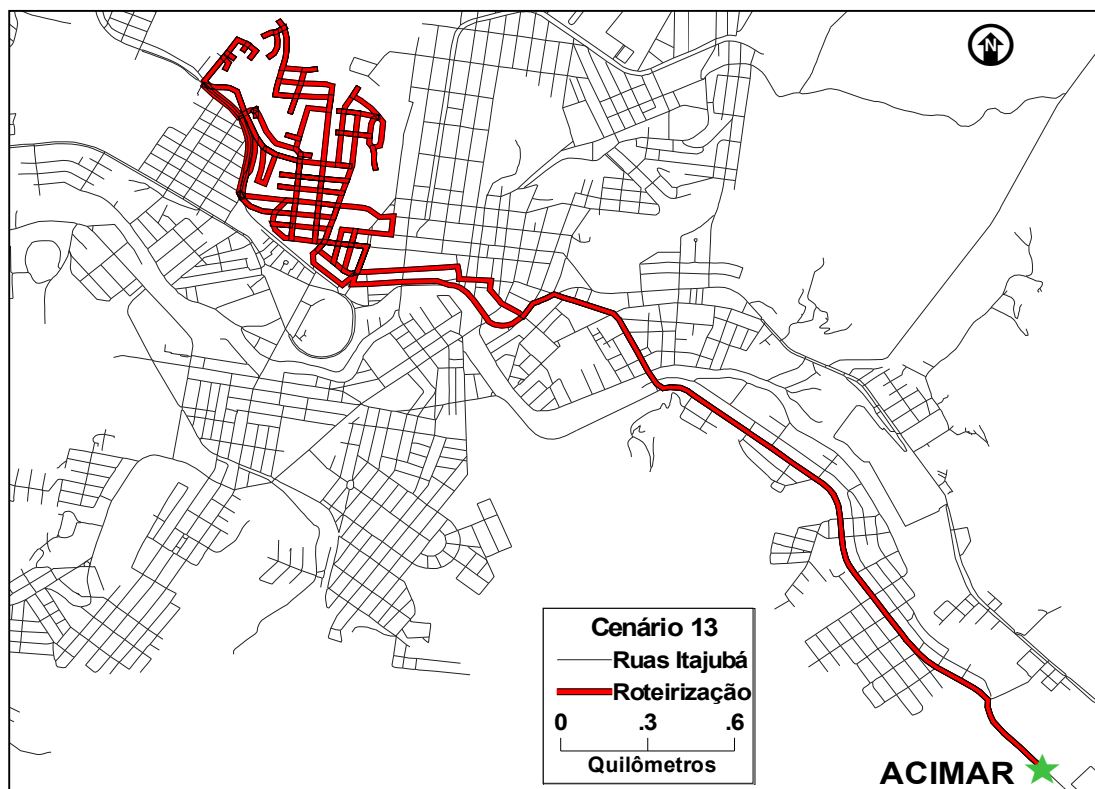 N
Cenário 13
Ruas Itajubá
Roteirização
0 .3 .6
Quilômetros
ACIMAR